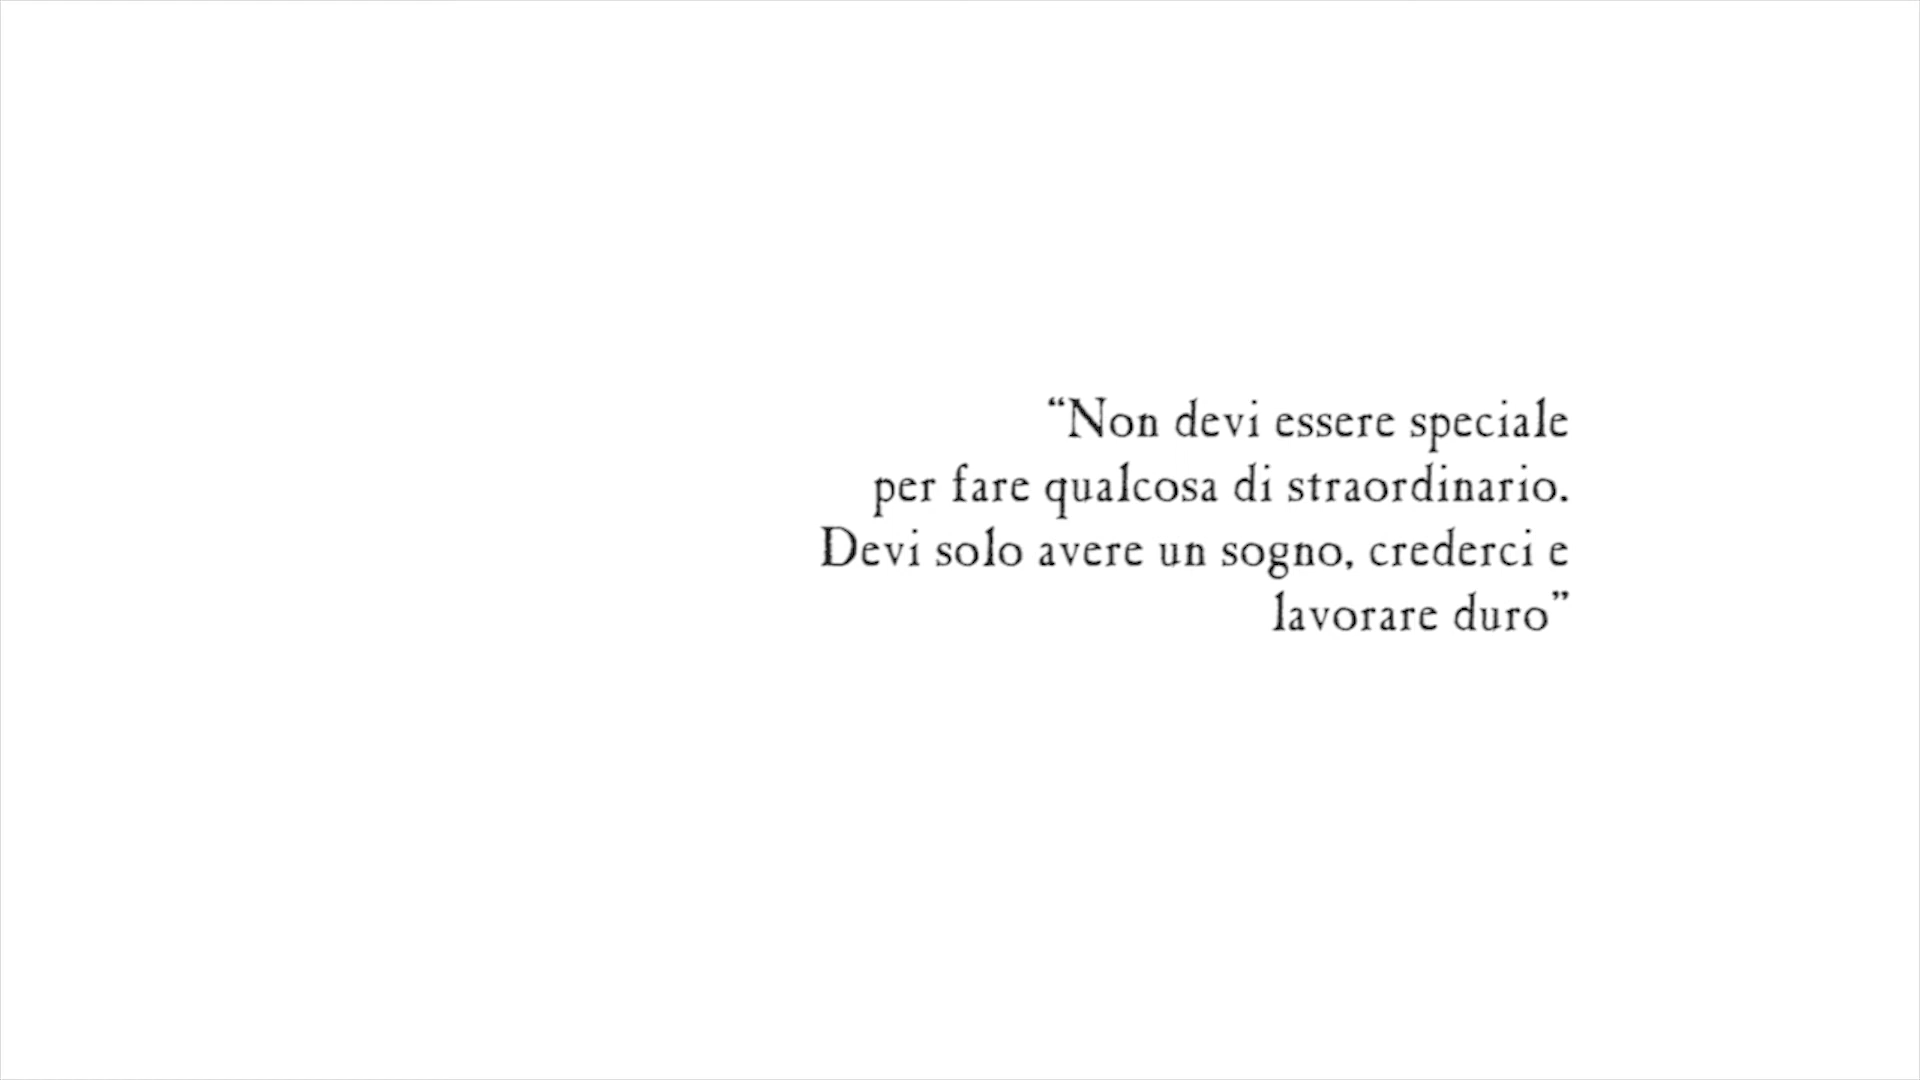 “Non devi essere speciale
per fare qualcosa di straordinario.
Devi solo avere un sogno, crederci e
lavorare duro”